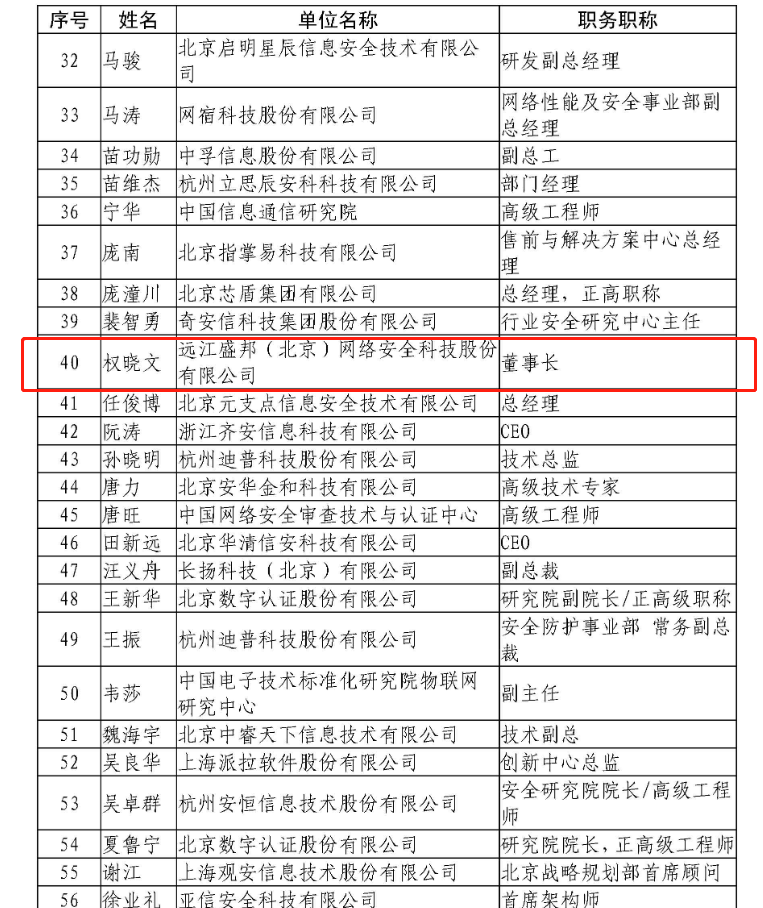 序号 姓名 单位名称 职务职称
32 马骏 北京启明星辰信息安全技术有限公
司 研发副总经理
33 马涛 网宿科技股份有限公司 网络性能及安全事业部副
总经理
34 苗功勋 中孚信息股份有限公司 副总工
35 苗维杰 杭州立思辰安科科技有限公司 部门经理
36 宁华 中国信息通信研究院 高级工程师
37 庞南 北京指掌易科技有限公司 售前与解决方案中心总经
理
38 庞潼川 北京芯盾集团有限公司 总经理，正高职称
39 裴智勇 奇安信科技集团股份有限公司 行业安全研究中心主任
40 权晓文 远江盛邦（北京）网络安全科技股份
有限公司 董事长
41 任俊博 北京元支点信息安全技术有限公司 总经理
42 阮涛 浙江齐安信息科技有限公司 CEO
43 孙晓明 杭州迪普科技股份有限公司 技术总监
44 唐力 北京安华金和科技有限公司 高级技术专家
45 唐旺 中国网络安全审查技术与认证中心 高级工程师
46 田新远 北京华清信安科技有限公司 CEO
47 汪义舟 长扬科技（北京）有限公司 副总裁
48 王新华 北京数字认证股份有限公司 研究院副院长/正高级职称
49 王振 杭州迪普科技股份有限公司 安全防护事业部 常务副总
裁
50 韦莎 中国电子技术标准化研究院物联网
研究中心 副主任
51 魏海宇 北京中睿天下信息技术有限公司 技术副总
52 吴良华 上海派拉软件股份有限公司 创新中心总监
53 吴卓群 杭州安恒信息技术股份有限公司 安全研究院院长/高级工程
师
54 夏鲁宁 北京数字认证股份有限公司 研究院院长,正高级工程师
55 谢江 上海观安信息技术股份有限公司 北京战略规划部首席顾问
56 徐业礼 亚信安全科技有限公司 首席架构师